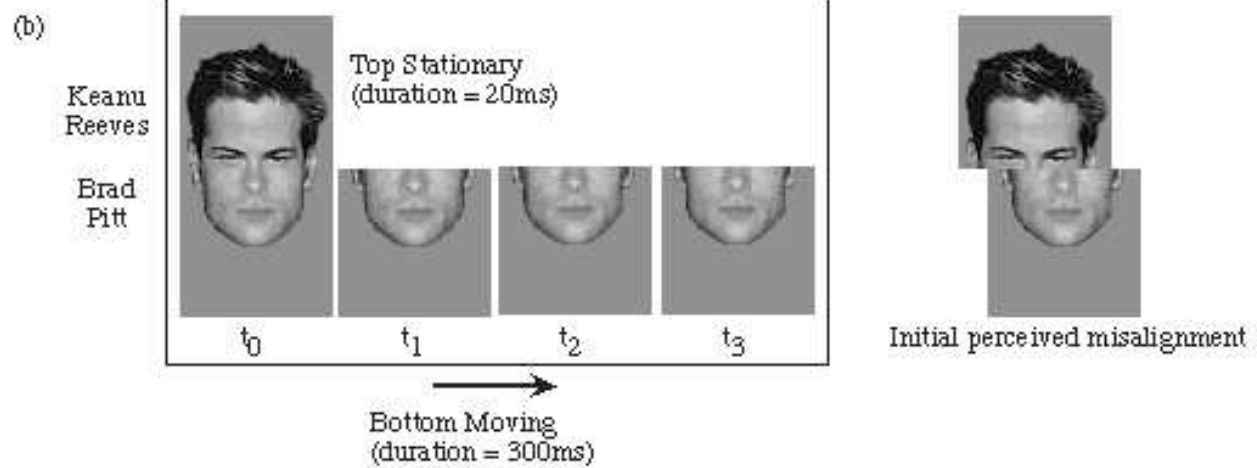 (b)
Keanu
Reeves
Brad
Pitt
Top Stationary
(duration = 20ms)
t0
t1
t2
t3
Bottom Moving
(duration = 300ms)
Initial perceived misalignment